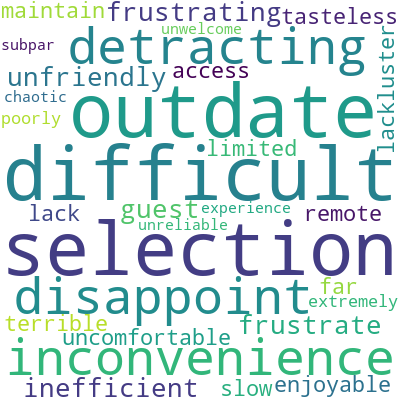 maintain frustrating tasteless
unwelcome
subpar detracting lackluster
unfriendly access
chaotic outdate
poorly
limited
difficult
lack guest experience remote
unreliable
selection
disappoint far
extremely
terrible uncomfortable frustrate
inconvenience
inefficient slow enjoyable